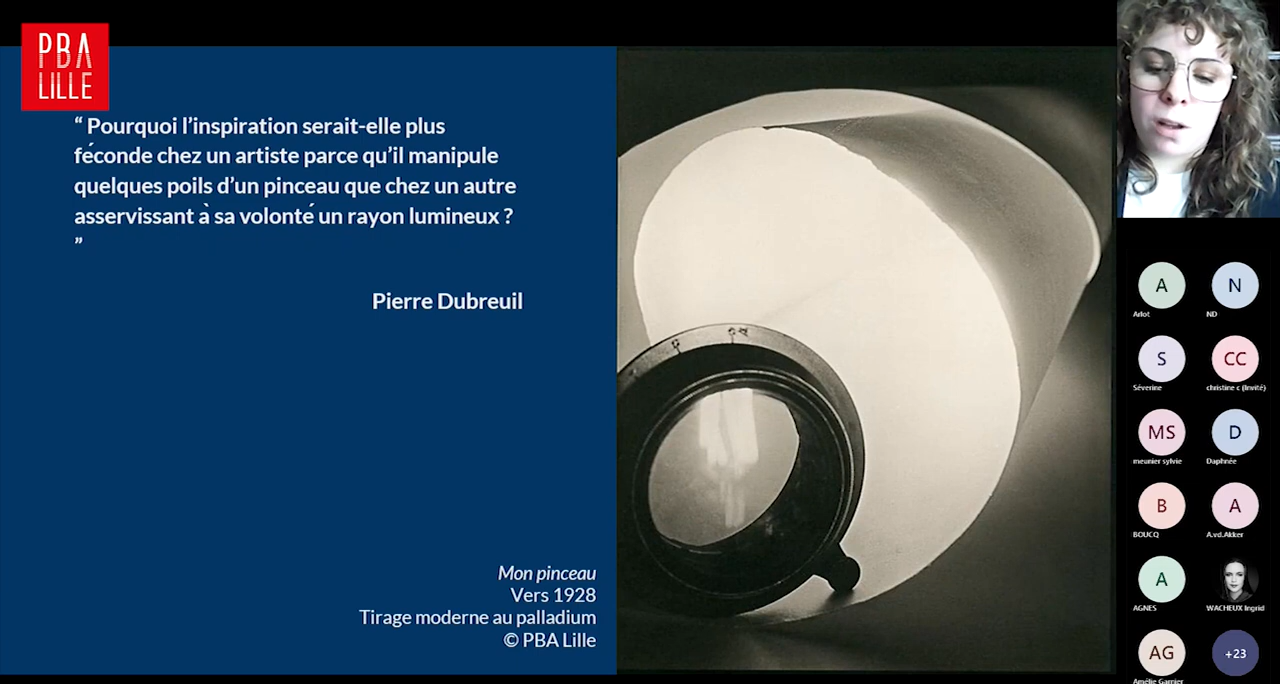 PBA
LILLE
“ Pourquoi l’inspiration serait-elle plus
féconde chez un artiste parce qu’il manipule
quelques poils d’un pinceau que chez un autre
asservissant à sa volonté un rayon lumineux ?
”
Pierre Dubreuil
Mon pinceau
Vers 1928
Tirage moderne au palladium
© PBA Lille
A
Arlot
N
ND
S
Séverine
CC
christine c (Invité)
MS
meunier sylvie
D
Daphnée
B
BOUCQ
A
A.vd.Akker
A
AGNES
WACHEUX Ingrid
AG
Amélie Garnier
+23